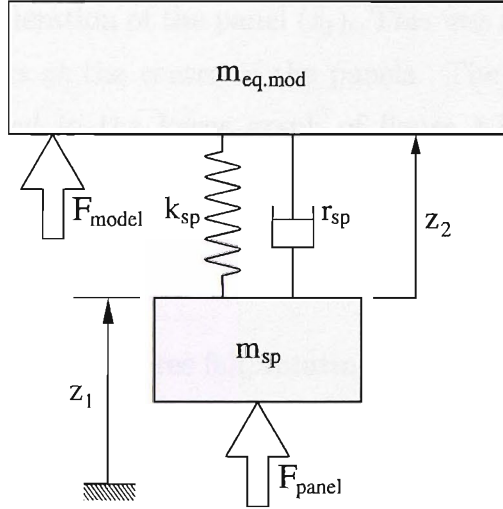 m_eq.mod
F_model
k_sp
r_sp
z_2
m_sp
z_1
F_panel